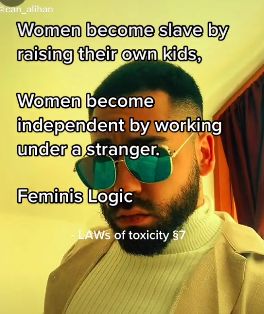 @can_alihan
Women become slave by
raising their own kids,
Women become
independent by working
under a stranger.
Feminis Logic
- LAWs of toxicity §7